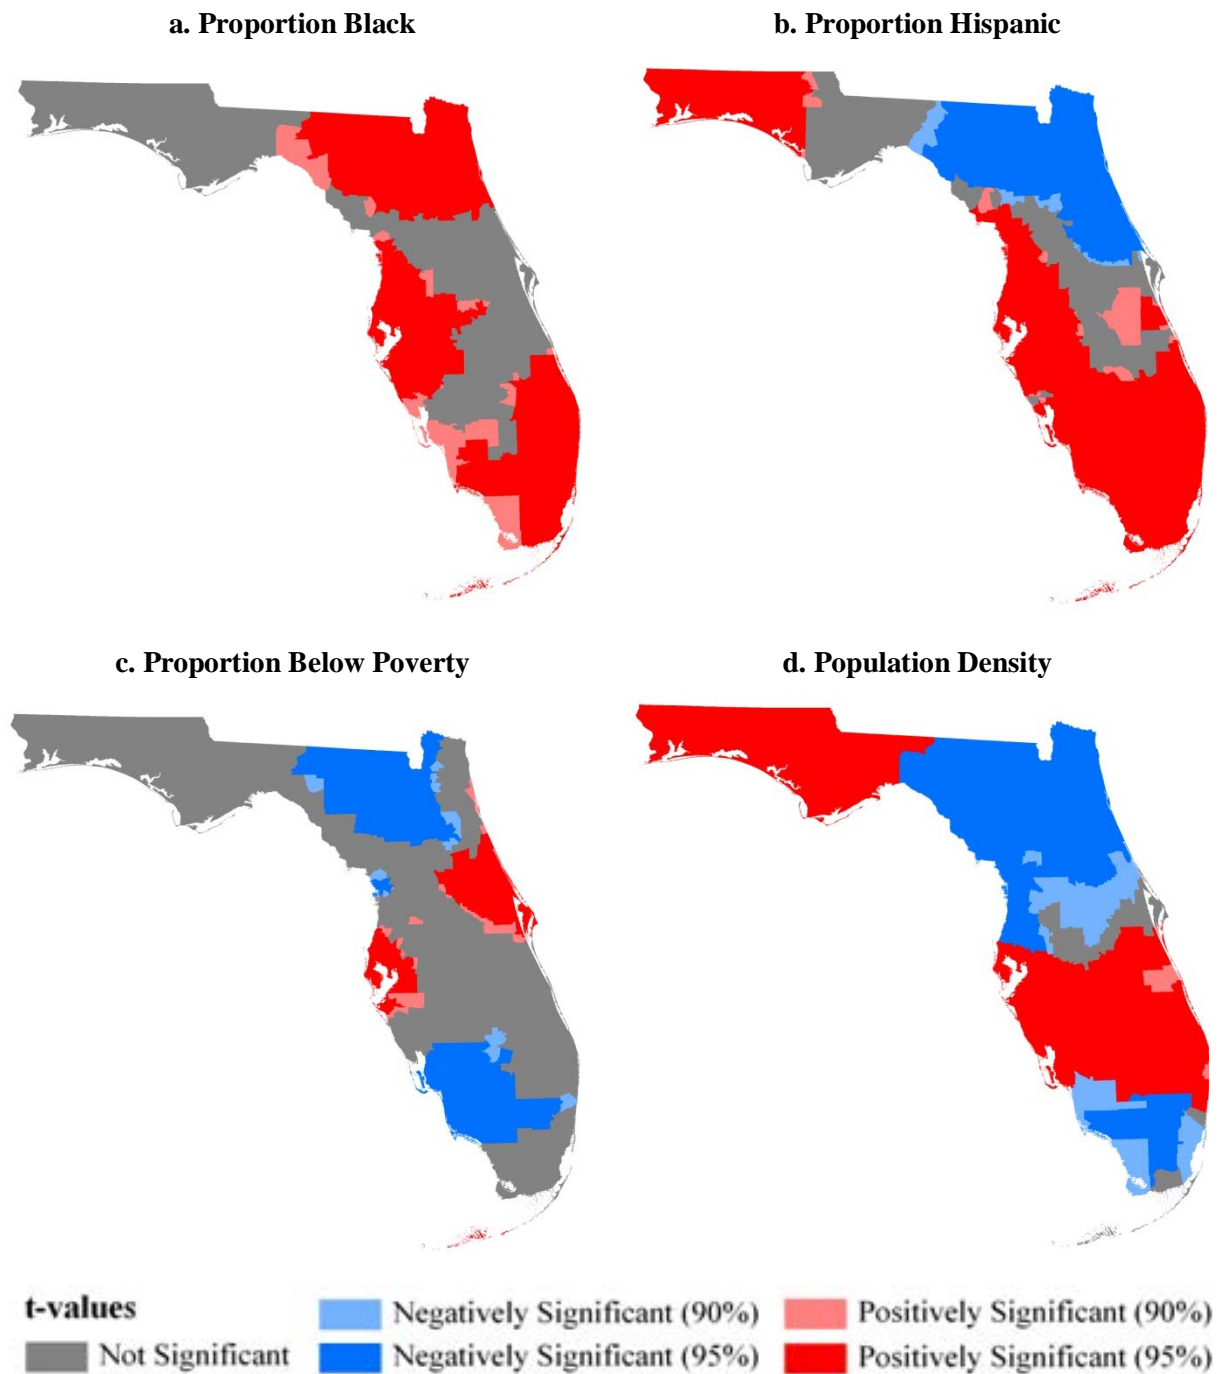 a. Proportion Black
b. Proportion Hispanic
c. Proportion Below Poverty
d. Population Density
t-values
Negatively Significant (90%)
Positively Significant (90%)
Not Significant
Negatively Significant (95%)
Positively Significant (95%)